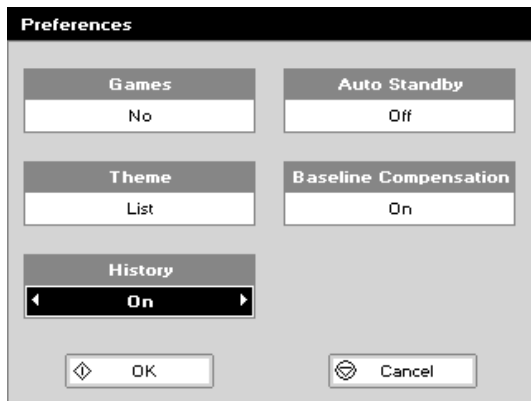 Preferences
Games
Auto Standby
No
Off
Theme
Baseline Compensation
List
On
History
On
OK
Cancel